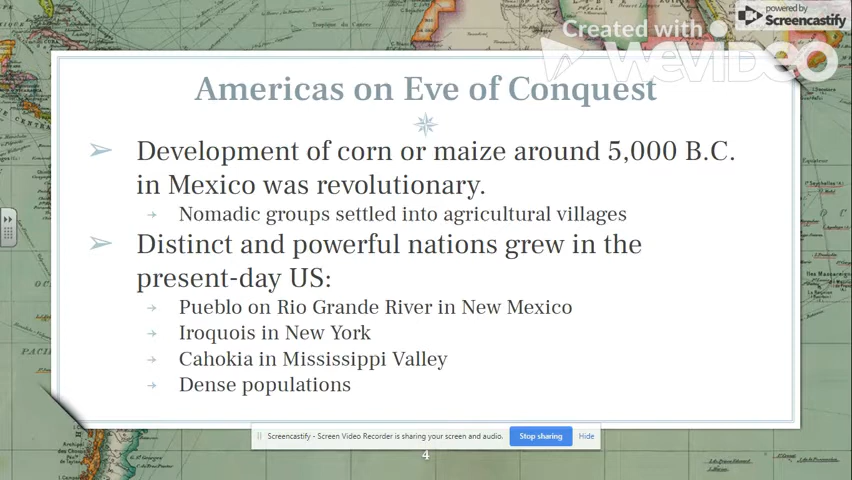 powered by
Screencastify
Created with
WeVideo
Americas on Eve of Conquest
➢ Development of corn or maize around 5,000 B.C.
in Mexico was revolutionary.
→ Nomadic groups settled into agricultural villages
➢ Distinct and powerful nations grew in the
present-day US:
→ Pueblo on Rio Grande River in New Mexico
→ Iroquois in New York
→ Cahokia in Mississippi Valley
→ Dense populations
Screencastify - Screen Video Recorder is sharing your screen and audio.
Stop sharing
Hide
4